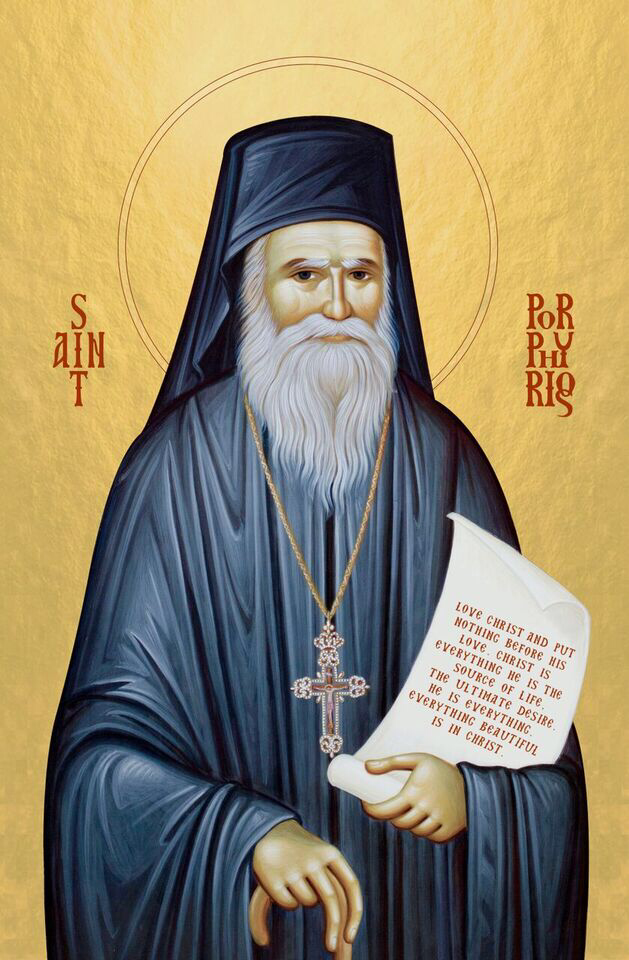 SAINT
PORPHYRIOS
LOVE CHRIST AND PUT
NOTHING BEFORE HIS
LOVE. CHRIST IS
EVERYTHING HE IS THE
SOURCE OF LIFE,
THE ULTIMATE DESIRE.
HE IS EVERYTHING.
EVERYTHING BEAUTIFUL
IS IN CHRIST.